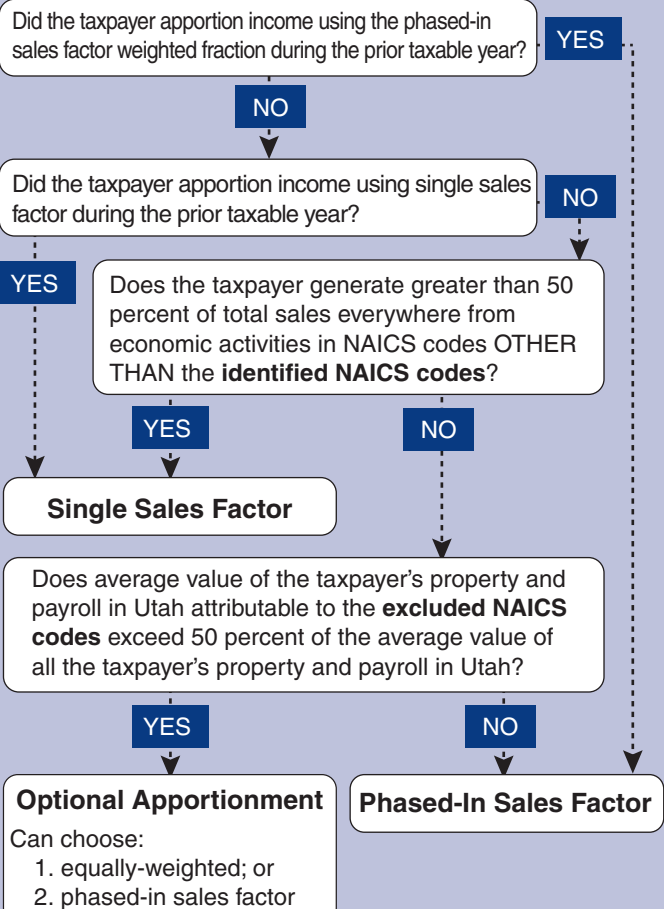 Did the taxpayer apportion income using the phased-in
sales factor weighted fraction during the prior taxable year?
YES
NO
Did the taxpayer apportion income using single sales
factor during the prior taxable year?
NO
YES
Does the taxpayer generate greater than 50
percent of total sales everywhere from
economic activities in NAICS codes OTHER
THAN the identified NAICS codes?
YES
NO
Single Sales Factor
Does average value of the taxpayer's property and
payroll in Utah attributable to the excluded NAICS
codes exceed 50 percent of the average value of
all the taxpayer's property and payroll in Utah?
YES
NO
Optional Apportionment
Can choose:
1. equally-weighted; or
2. phased-in sales factor
Phased-In Sales Factor